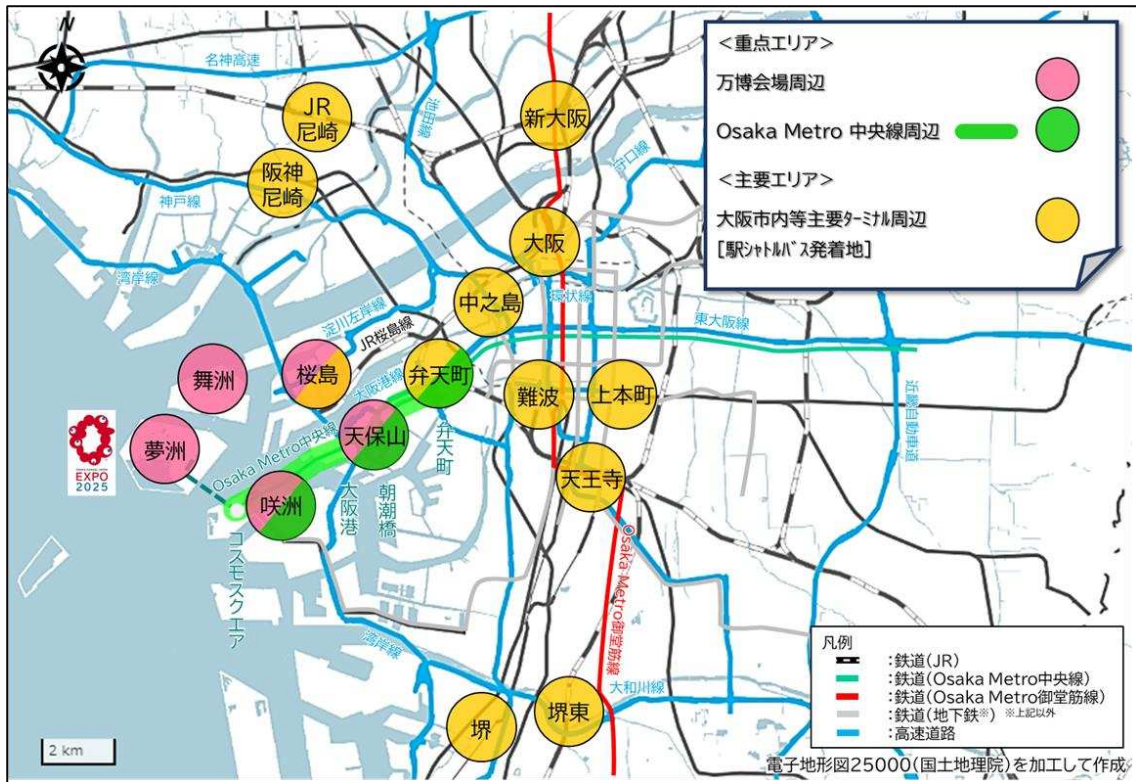 <重点エリア>
万博会場周辺
Osaka Metro 中央線周辺
<主要エリア>
大阪市内等主要ターミナル周辺
[駅シャトルバス発着地]
名神高速
JR
尼崎
池田線
新大阪
守口線
阪神
尼崎
神戸線
大阪
湾岸線
中之島
環状線
淀川左岸線
東大阪線
JR桜島線
舞洲
桜島
大阪港線
弁天町
難波
上本町
近畿自動車道
夢洲
EXPO
2025
Osaka Metro中央線
天保山
弁天町
天王寺
咲洲
大阪港
朝潮橋
コスモスクエア
Osaka Metro御堂筋線
湾岸線
大和川線
堺
堺東
凡例
:鉄道(JR)
:鉄道(Osaka Metro中央線)
:鉄道(Osaka Metro御堂筋線)
:鉄道(地下鉄※) ※上記以外
:高速道路
2 km
電子地形図25000(国土地理院)を加工して作成